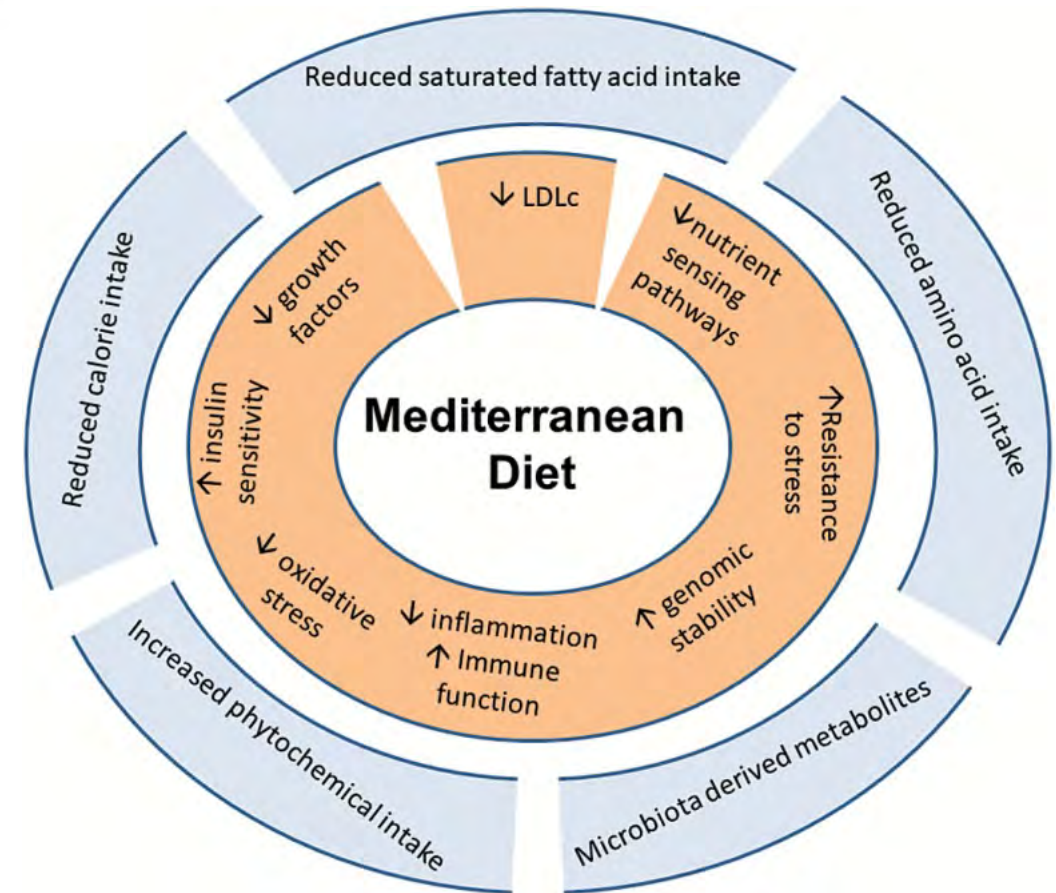 Reduced saturated fatty acid intake
Reduced amino acid intake
Microbiota derived metabolites
Increased phytochemical intake
Reduced calorie intake
↓ LDLc
↓nutrient
sensing
pathways
↑Resistance
to stress
↑ genomic
stability
↓ inflammation
↑ Immune
function
↓ oxidative
stress
↑ insulin
sensitivity
↓ growth
factors
Mediterranean
Diet